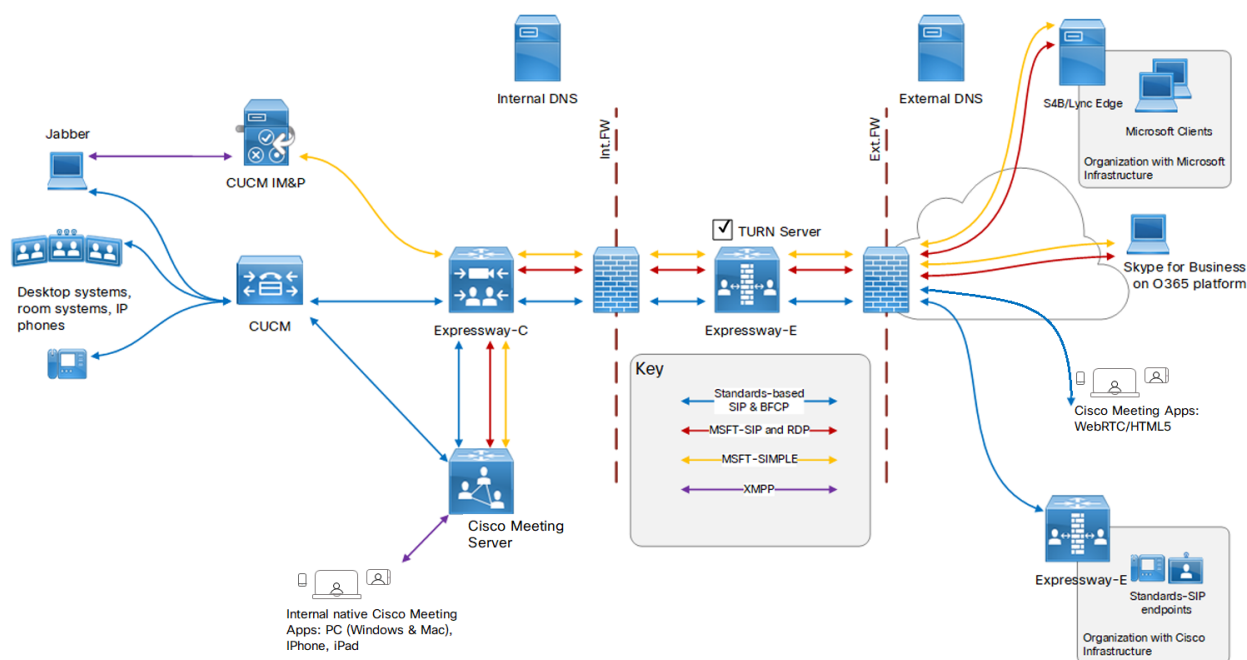 Internal DNS
External DNS
S4B/Lync Edge
Microsoft Clients
Organization with Microsoft
Infrastructure
Int.FW
Ext.FW
Jabber
CUCM IM&P
TURN Server
Skype for Business
on O365 platform
Desktop systems,
room systems, IP
phones
CUCM
Expressway-C
Expressway-E
Key
Standards-based
SIP & BFCP
MSFT-SIP and RDP
MSFT-SIMPLE
XMPP
Cisco Meeting Apps:
WebRTC/HTML5
Cisco Meeting
Server
Expressway-E
Standards-SIP
endpoints
Organization with Cisco
Infrastructure
Internal native Cisco Meeting
Apps: PC (Windows & Mac),
IPhone, iPad